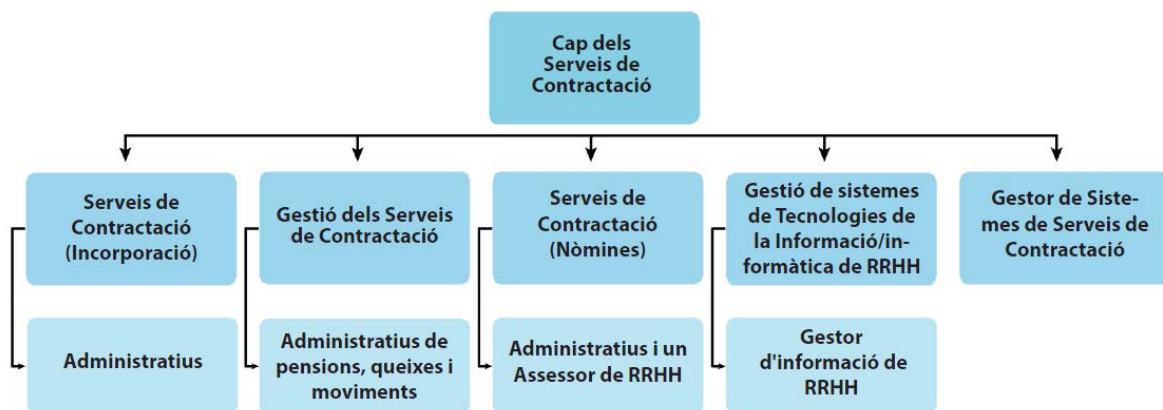 Cap dels
Serveis de
Contractació
Serveis de
Contractació
(Incorporació)
Gestió dels Serveis
de Contractació
Serveis de
Contractació
(Nòmines)
Gestió de sistemes
de Tecnologies de
la Informació/in-
formàtica de RRHH
Gestor de Siste-
mes de Serveis de
Contractació
Administratius
Administratius de
pensions, queixes i
moviments
Administratius i un
Assessor de RRHH
Gestor
d'informació de
RRHH